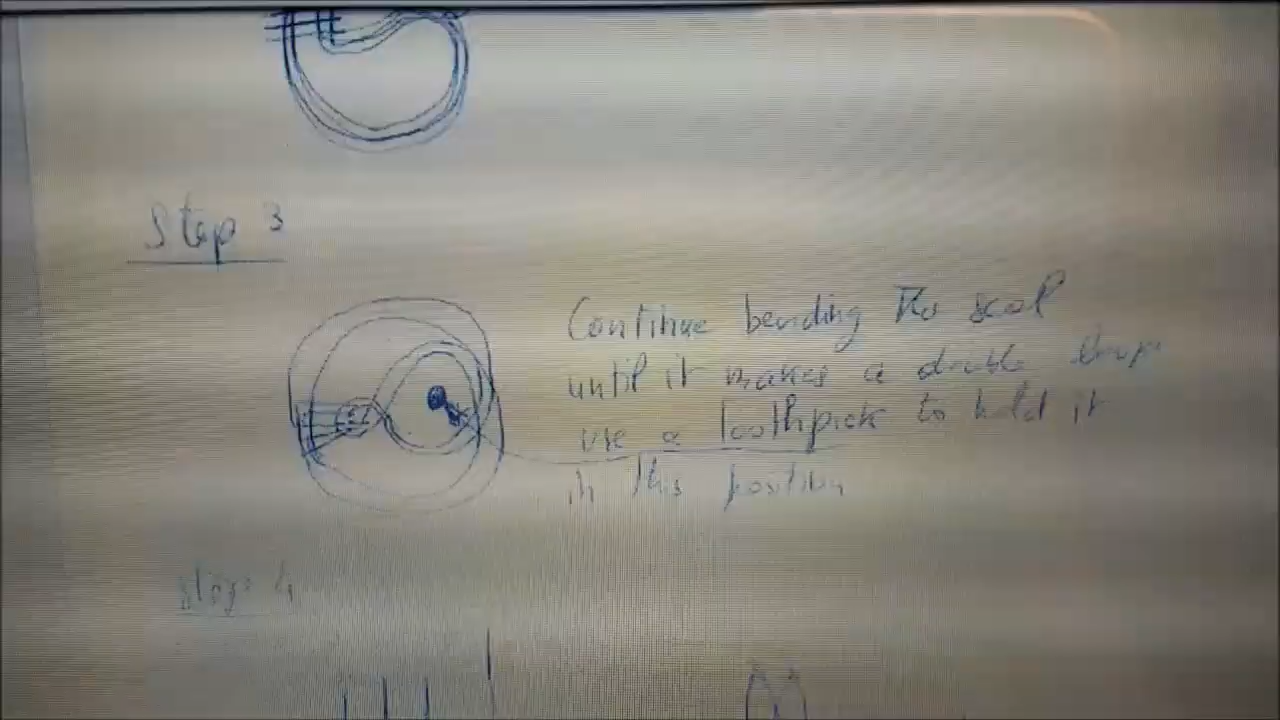 Step 3
Continue bending the seal
until it makes a double loop
use a toothpick to hold it
in this position
Step 4